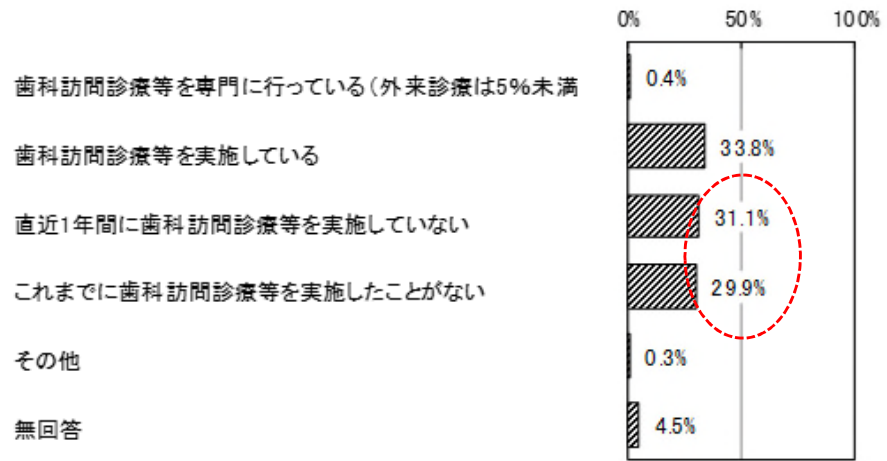 0% 50% 100%
歯科訪問診療等を専門に行っている(外来診療は5%未満 0.4%
歯科訪問診療等を実施している 33.8%
直近1年間に歯科訪問診療等を実施していない 31.1%
これまでに歯科訪問診療等を実施したことがない 29.9%
その他 0.3%
無回答 4.5%